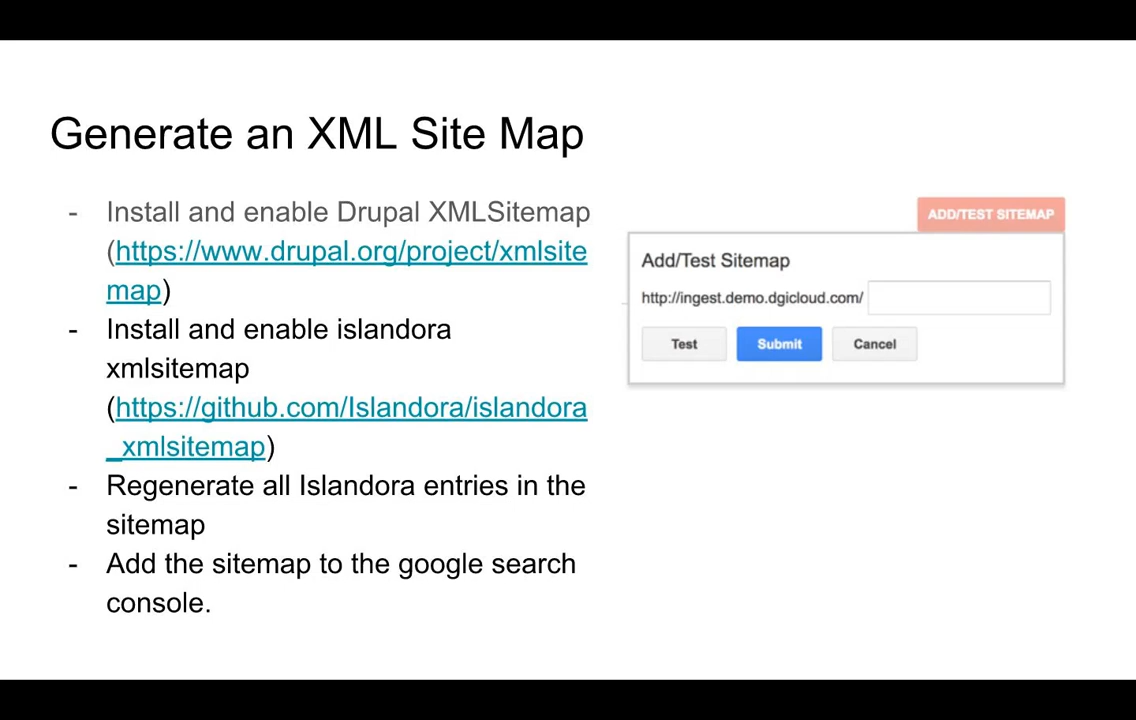 Generate an XML Site Map
- Install and enable Drupal XMLSitemap
(https://www.drupal.org/project/xmlsite
map)
- Install and enable islandora
xmlsitemap
(https://github.com/Islandora/islandora
_xmlsitemap)
- Regenerate all Islandora entries in the
sitemap
- Add the sitemap to the google search
console.
ADD/TEST SITEMAP
Add/Test Sitemap
http://ingest.demo.dgicloud.com/
Test Submit Cancel